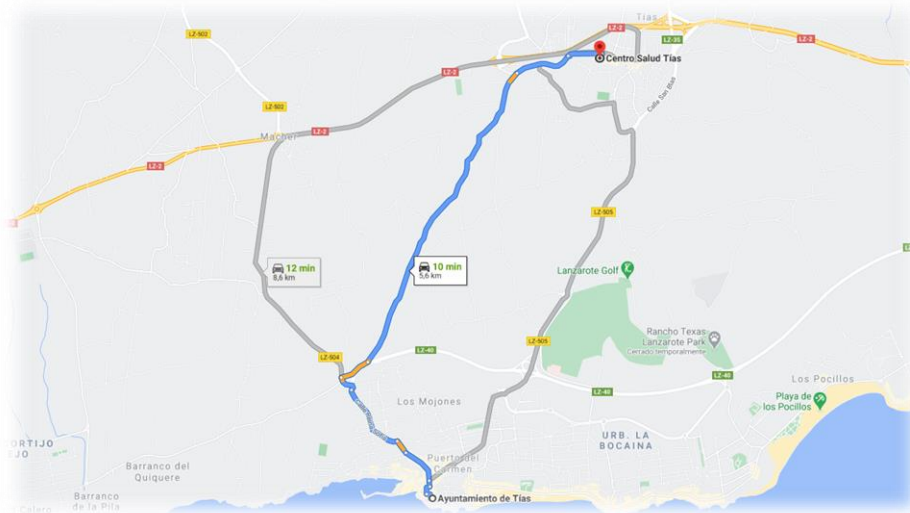 LZ-502
Tías
LZ-2
LZ-35
LZ-2
Centro Salud Tías
LZ-2
Calle San Blas
LZ-502
LZ-2
Macher
LZ-2
LZ-505
12 min
8,6 km
10 min
5,6 km
Lanzarote Golf
Rancho Texas
Lanzarote Park
Cerrado temporalmente
LZ-505
LZ-504
LZ-40
LZ-40
LZ-40
Los Pocillos
Los Mojones
Playa de
los Pocillos
URB. LA
BOCAINA
Puerto del
Carmen
Barranco del
Quiquere
Barranco
de la Pila
Ayuntamiento de Tías